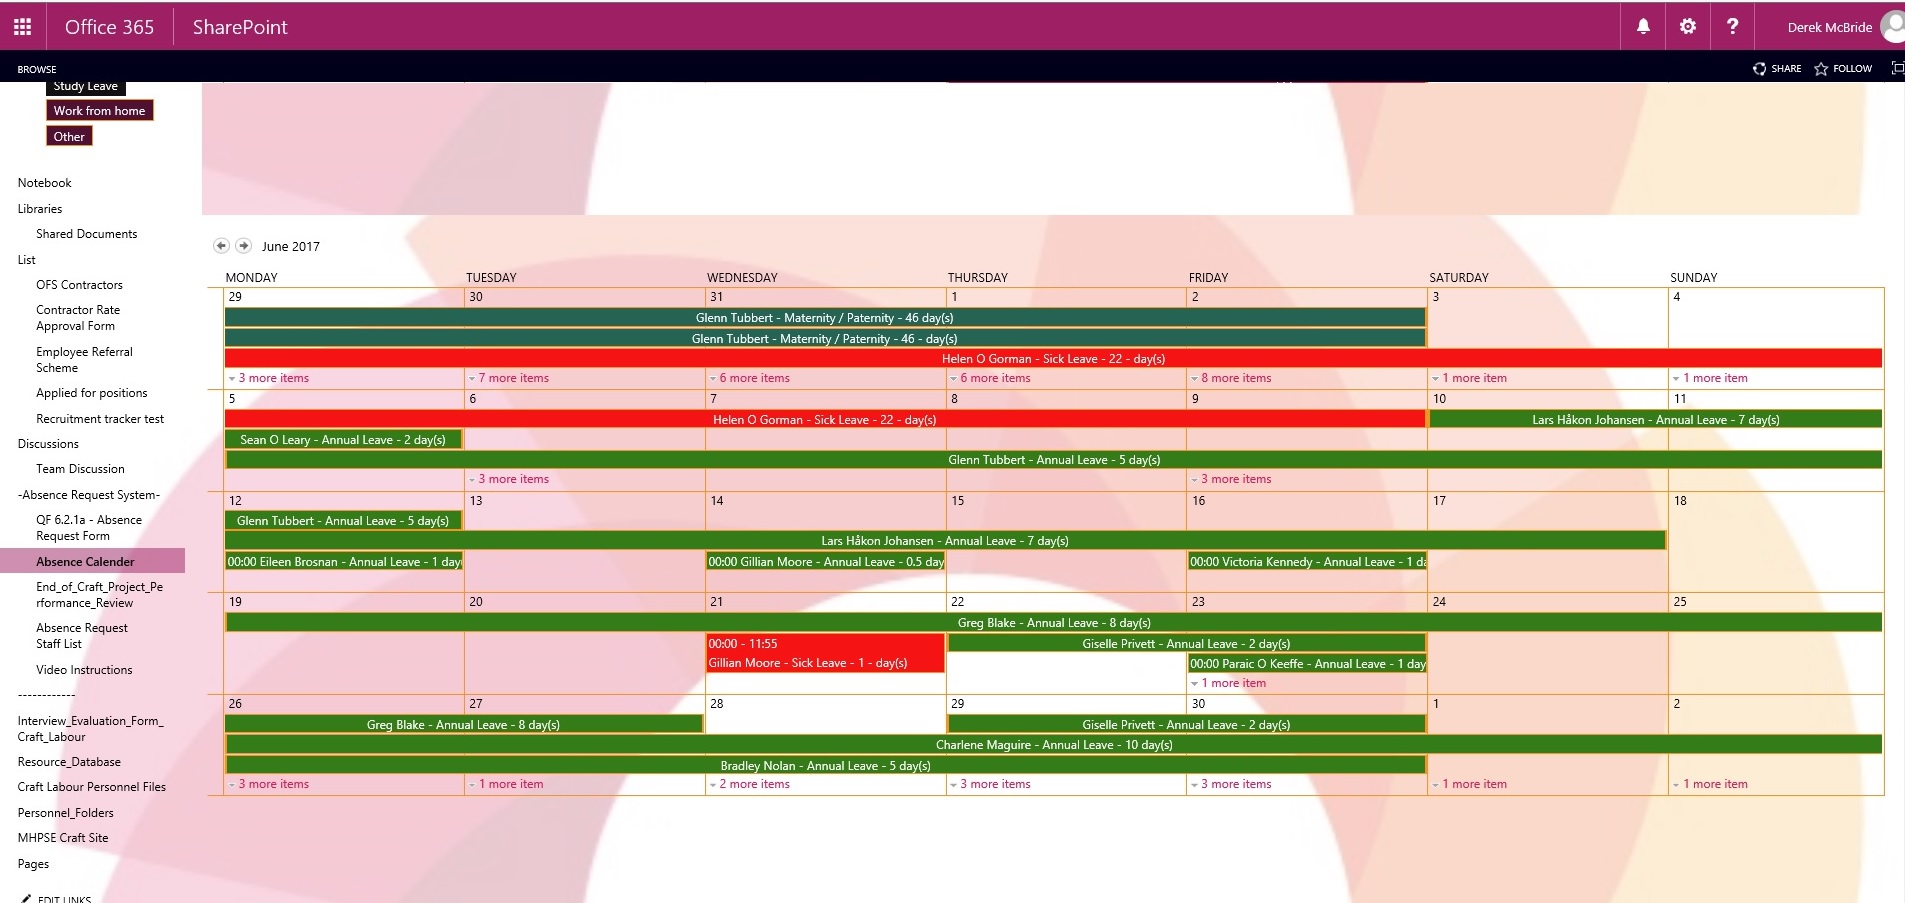 Office 365
SharePoint
Derek McBride
BROWSE
SHARE
FOLLOW
Study Leave
Work from home
Other
Notebook
Libraries
Shared Documents
List
OFS Contractors
Contractor Rate
Approval Form
Employee Referral
Scheme
Applied for positions
Recruitment tracker test
Discussions
Team Discussion
-Absence Request System-
QF 6.2.1a - Absence
Request Form
Absence Calender
End_of_Craft_Project_Pe
rformance_Review
Absence Request
Staff List
Video Instructions
------------
Interview_Evaluation_Form_
Craft_Labour
Resource_Database
Craft Labour Personnel Files
Personnel_Folders
MHPSE Craft Site
Pages
EDIT LINKS
June 2017
MONDAY TUESDAY WEDNESDAY THURSDAY FRIDAY SATURDAY SUNDAY
29 30 31 1 2 3 4
Glenn Tubbert - Maternity / Paternity - 46 day(s)
Glenn Tubbert - Maternity / Paternity - 46 - day(s)
Helen O Gorman - Sick Leave - 22 - day(s)
3 more items 7 more items 6 more items 6 more items 8 more items 1 more item 1 more item
5 6 7 8 9 10 11
Helen O Gorman - Sick Leave - 22 - day(s) Lars Håkon Johansen - Annual Leave - 7 day(s)
Sean O Leary - Annual Leave - 2 day(s)
Glenn Tubbert - Annual Leave - 5 day(s)
3 more items 3 more items
12 13 14 15 16 17 18
Glenn Tubbert - Annual Leave - 5 day(s)
Lars Håkon Johansen - Annual Leave - 7 day(s)
00:00 Eileen Brosnan - Annual Leave - 1 day 00:00 Gillian Moore - Annual Leave - 0.5 day 00:00 Victoria Kennedy - Annual Leave - 1 da
19 20 21 22 23 24 25
Greg Blake - Annual Leave - 8 day(s)
00:00 - 11:55 Giselle Privett - Annual Leave - 2 day(s)
Gillian Moore - Sick Leave - 1 - day(s) 00:00 Paraic O Keeffe - Annual Leave - 1 day
1 more item
26 27 28 29 30 1 2
Greg Blake - Annual Leave - 8 day(s) Giselle Privett - Annual Leave - 2 day(s)
Charlene Maguire - Annual Leave - 10 day(s)
Bradley Nolan - Annual Leave - 5 day(s)
3 more items 1 more item 2 more items 3 more items 3 more items 1 more item 1 more item